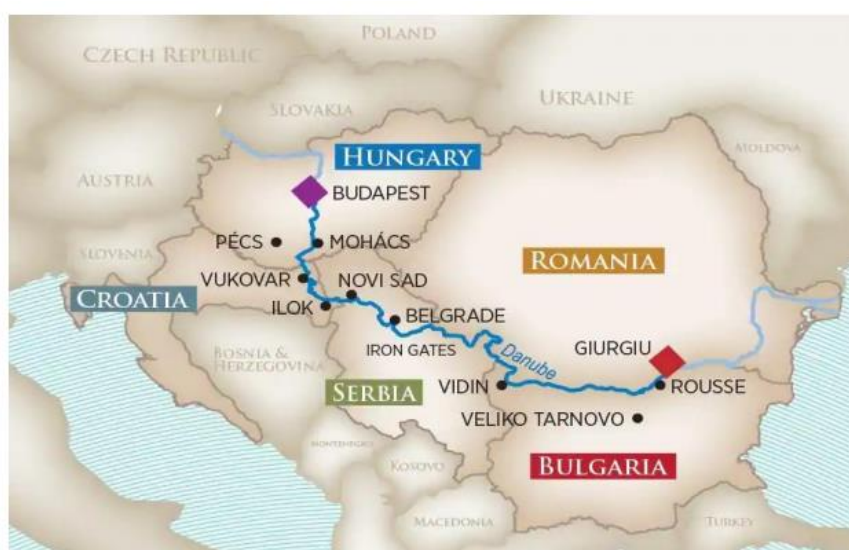 POLAND
CZECH REPUBLIC
UKRAINE
SLOVAKIA
MOLDOVA
HUNGARY
AUSTRIA
BUDAPEST
PÉCS
MOHÁCS
SLOVENIA
ROMANIA
VUKOVAR
NOVI SAD
CROATIA
ILOK
BELGRADE
GIURGIU
IRON GATES
Danube
BOSNIA &
HERZEGOVINA
SERBIA
VIDIN
ROUSSE
VELIKO TARNOVO
MONTENEGRO
KOSOVO
BULGARIA
MACEDONIA
TURKEY